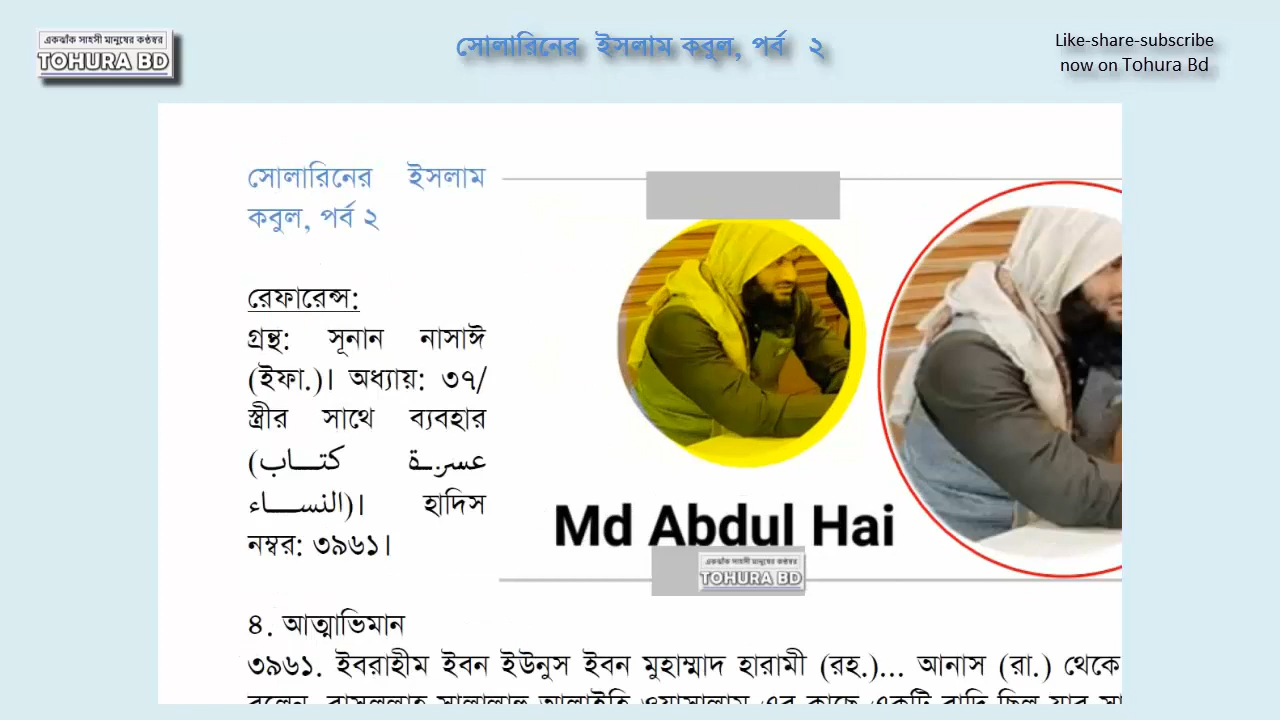 একঝাঁক সাহসী মানুষের কণ্ঠস্বর
TOHURA BD
সোলারিনের ইসলাম কবুল, পর্ব ২
Like-share-subscribe
now on Tohura Bd
সোলারিনের ইসলাম
কবুল, পর্ব ২
রেফারেন্স:
গ্রন্থ: সূনান নাসাঈ
(ইফা.)। অধ্যায়: ৩৭/
স্ত্রীর সাথে ব্যবহার
(كتاب عسرة
النساء)। হাদিস
নম্বর: ৩৯৬১।
Md Abdul Hai
একঝাঁক সাহসী মানুষের কণ্ঠস্বর
TOHURA BD
৪. আত্মাভিমান
৩৯৬১. ইবরাহীম ইবন ইউনুস ইবন মুহাম্মাদ হারামী (রহ.)... আনাস (রা.) থেকে